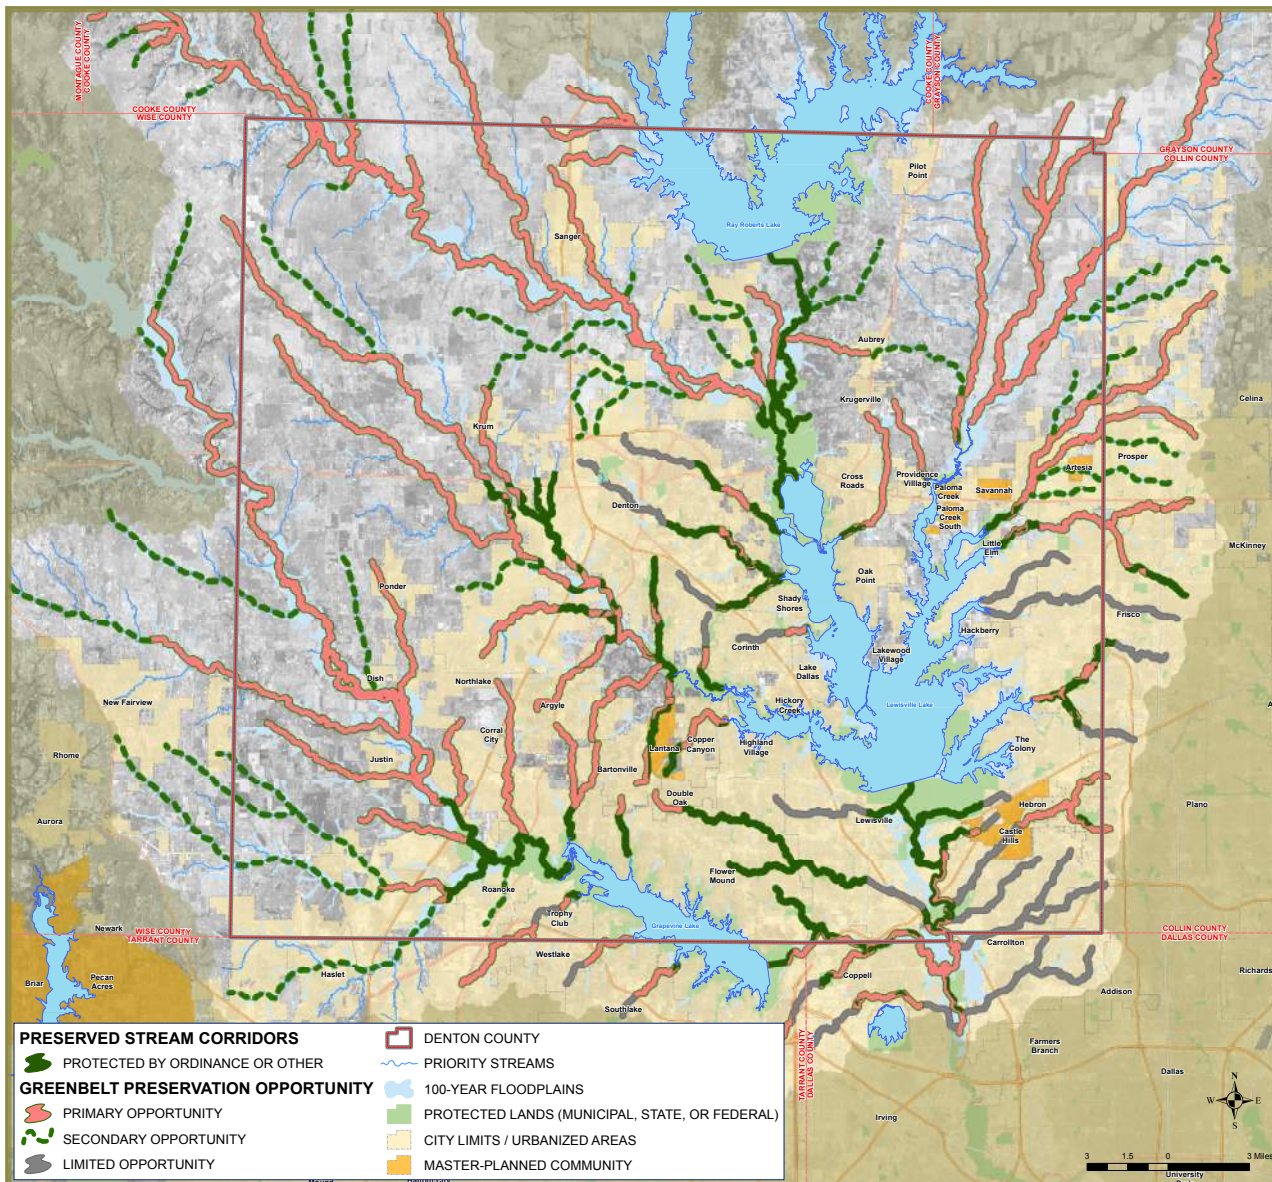 MONTAGUE COUNTY
COOKE COUNTY
COOKE COUNTY
WISE COUNTY
COOKE COUNTY
GRAYSON COUNTY
GRAYSON COUNTY
COLLIN COUNTY
Pilot
Point
Ray Roberts Lake
Sanger
Aubrey
Krugerville
Celina
Krum
Cross
Roads
Providence
Villlage
Paloma
Creek
Paloma
Creek
South
Savannah
Artesia
Prosper
Denton
Little
Elm
McKinney
Oak
Point
Ponder
Shady
Shores
Frisco
Hackberry
Corinth
Lakewood
Village
Lake
Dallas
Dish
Northlake
New Fairview
Argyle
Hickory
Creek
Lewisville Lake
Corral
City
Copper
Canyon
Highland
Village
The
Colony
Rhome
Justin
Lantana
Bartonville
Double
Oak
Hebron
Plano
Aurora
Lewisville
Castle
Hills
Flower
Mound
Roanoke
Trophy
Club
Grapevine Lake
Newark
WISE COUNTY
TARRANT COUNTY
COLLIN COUNTY
DALLAS COUNTY
Carrollton
Westlake
Haslet
Coppell
Richards
Briar
Pecan
Acres
Addison
Southlake
TARRANT COUNTY
DALLAS COUNTY
Farmers
Branch
Dallas
Irving
PRESERVED STREAM CORRIDORS
PROTECTED BY ORDINANCE OR OTHER
GREENBELT PRESERVATION OPPORTUNITY
PRIMARY OPPORTUNITY
SECONDARY OPPORTUNITY
LIMITED OPPORTUNITY
DENTON COUNTY
PRIORITY STREAMS
100-YEAR FLOODPLAINS
PROTECTED LANDS (MUNICIPAL, STATE, OR FEDERAL)
CITY LIMITS / URBANIZED AREAS
MASTER-PLANNED COMMUNITY
N
W E
S
3 1.5 0 3 Miles
University